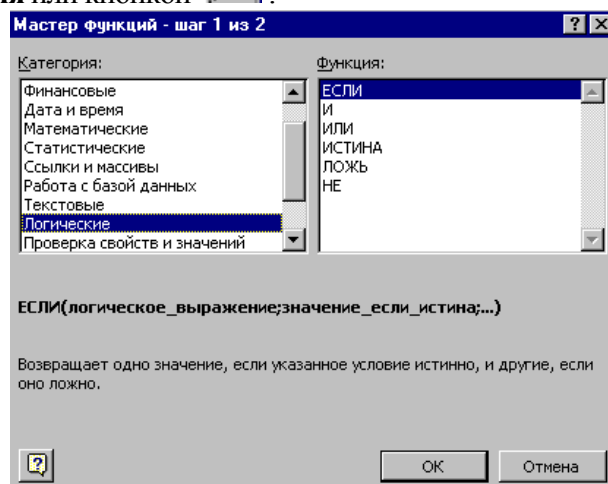 или кнопкой
Мастер функций - шаг 1 из 2
Категория:
Функция:
Финансовые
Дата и время
Математические
Статистические
Ссылки и массивы
Работа с базой данных
Текстовые
Логические
Проверка свойств и значений
ЕСЛИ
И
ИЛИ
ИСТИНА
ЛОЖЬ
НЕ
ЕСЛИ(логическое_выражение;значение_если_истина;...)
Возвращает одно значение, если указанное условие истинно, и другие, если
оно ложно.
ОК
Отмена